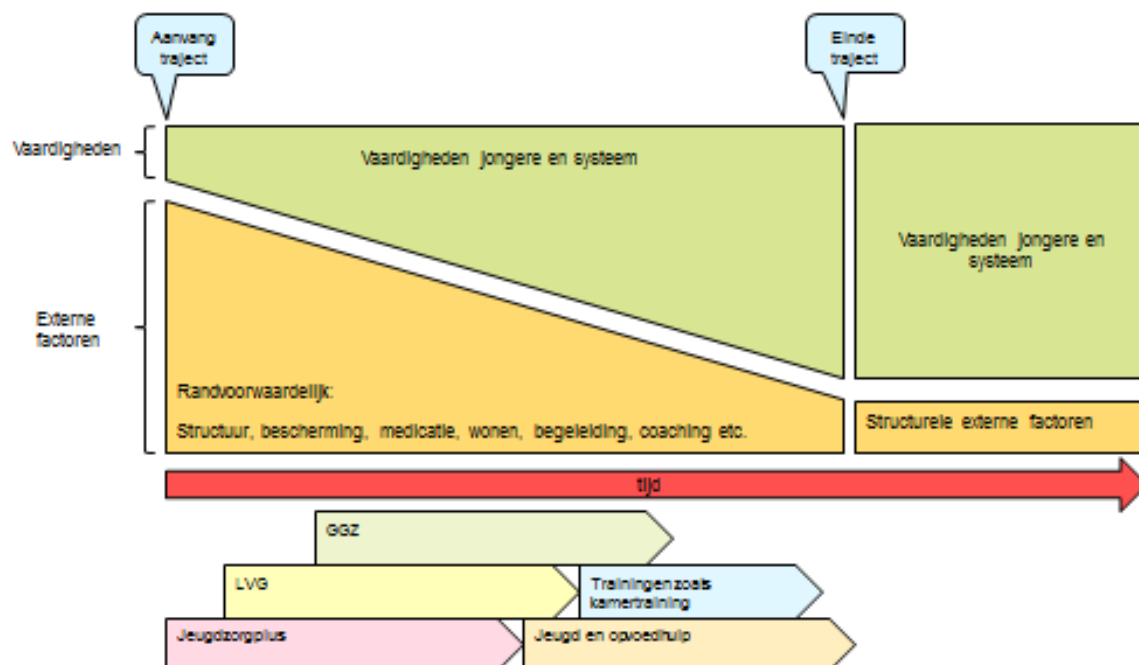 Aanvang
traject
Einde
traject
Vaardigheden
Vaardigheden jongere en systeem
Vaardigheden jongere en
systeem
Externe
factoren
Randvoorwaardelijk:
Structuur, bescherming, medicatie, wonen, begeleiding, coaching etc.
Structurele externe factoren
tijd
GGZ
LVG
Trainingen zoals
kamertraining
Jeugdzorgplus
Jeugd en opvoedhulp